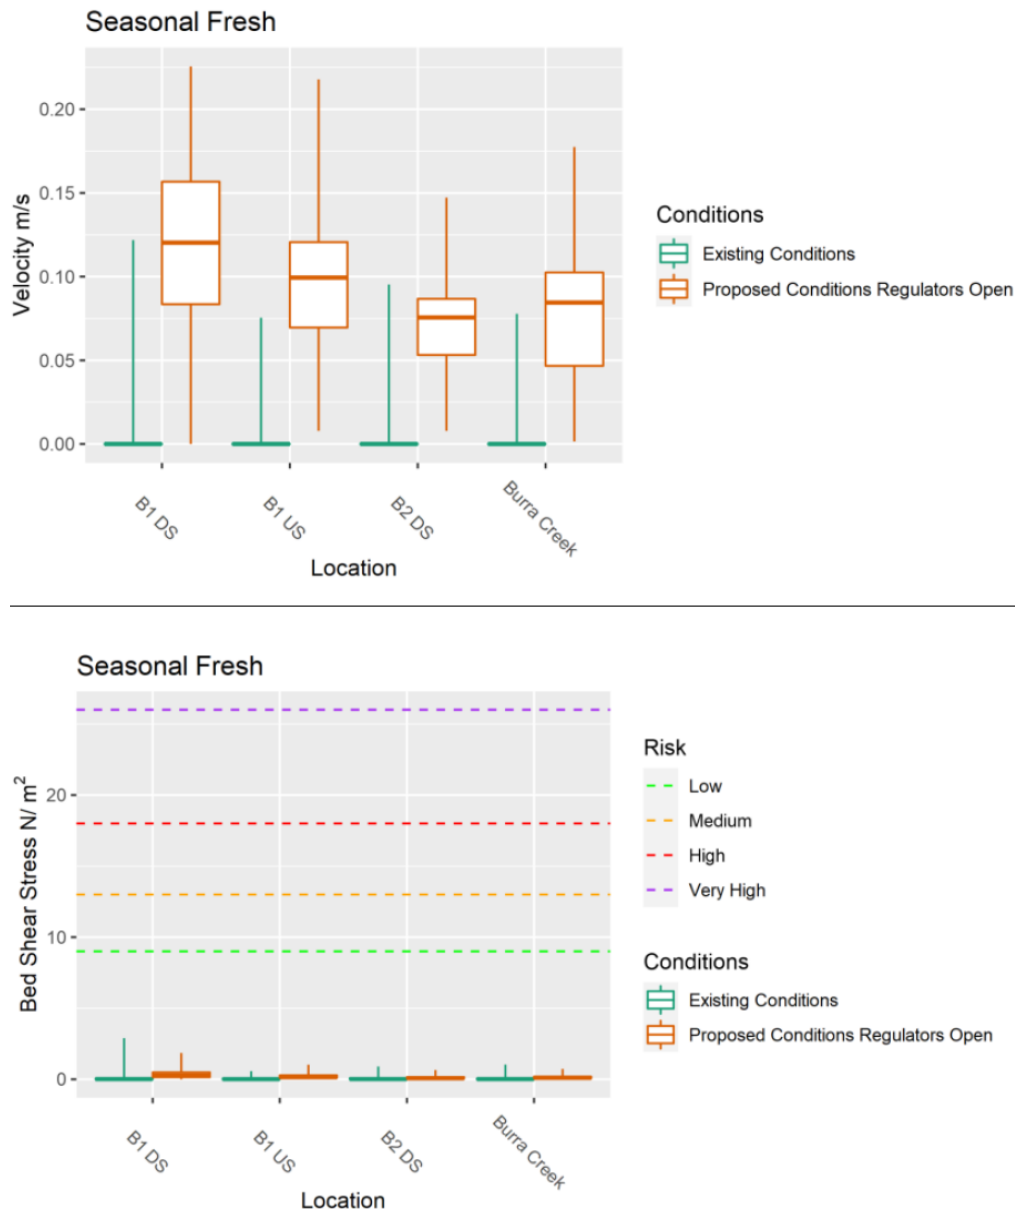 Seasonal Fresh
Velocity m/s
0.20
0.15
0.10
0.05
0.00
B1 DS
B1 US
B2 DS
Burra Creek
Location
Conditions
Existing Conditions
Proposed Conditions Regulators Open
Seasonal Fresh
Bed Shear Stress N/ m²
20
10
0
B1 DS
B1 US
B2 DS
Burra Creek
Location
Risk
Low
Medium
High
Very High
Conditions
Existing Conditions
Proposed Conditions Regulators Open